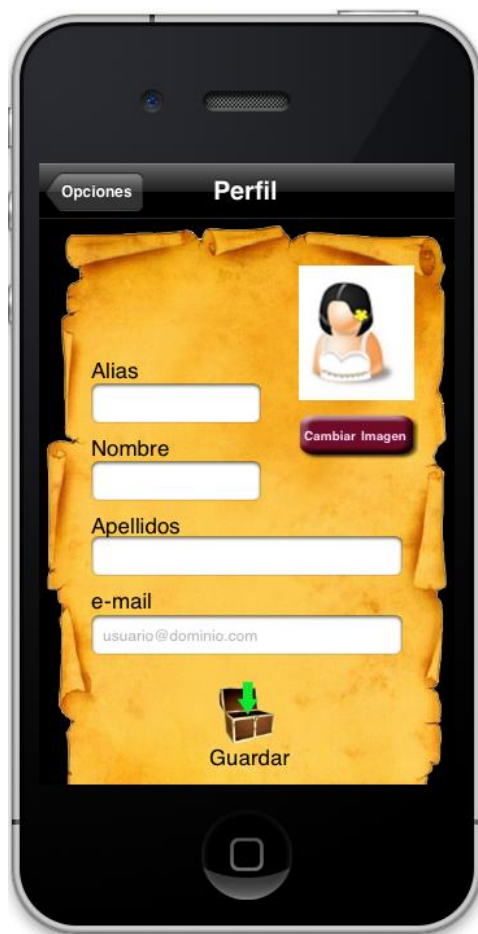 Opciones
Perfil
Alias
Cambiar Imagen
Nombre
Apellidos
e-mail
usuario@dominio.com
Guardar